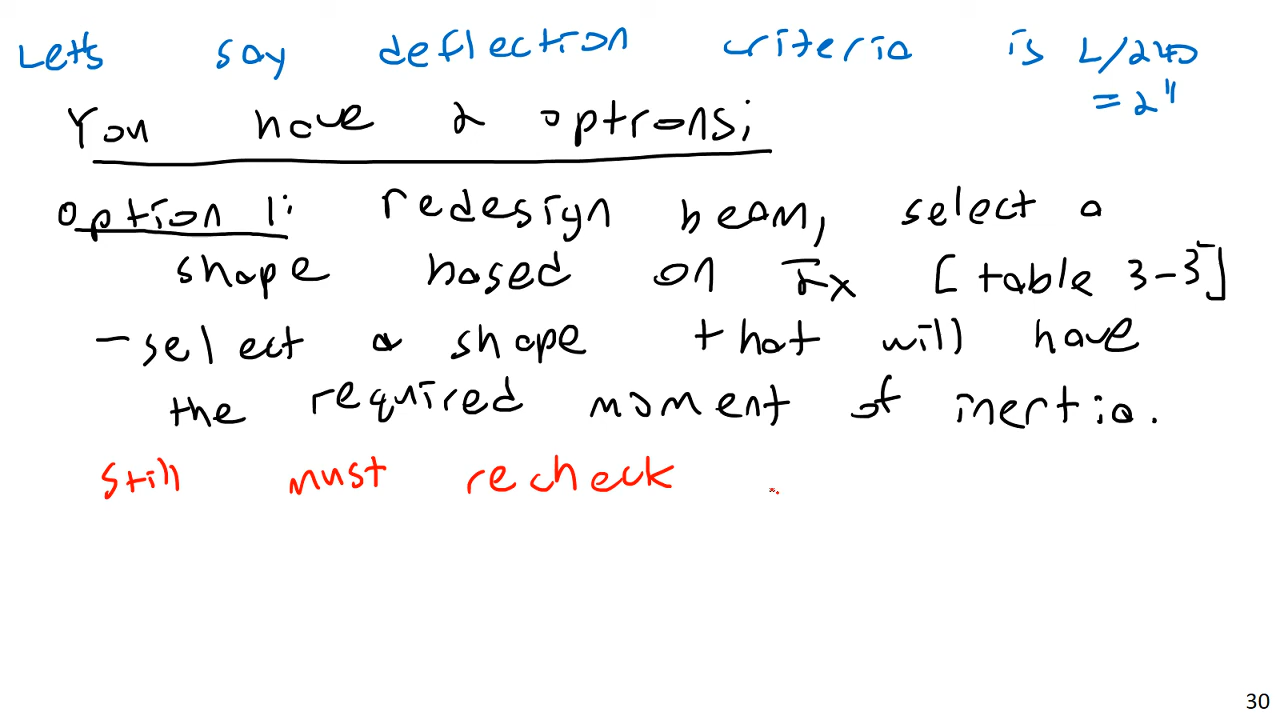 Let's say deflection criteria is L/240
= 2"
You have 2 options;
option 1: redesign beam, select a
shape based on Ix [table 3-3]
- select a shape that will have
the required moment of inertia.
still must recheck
30